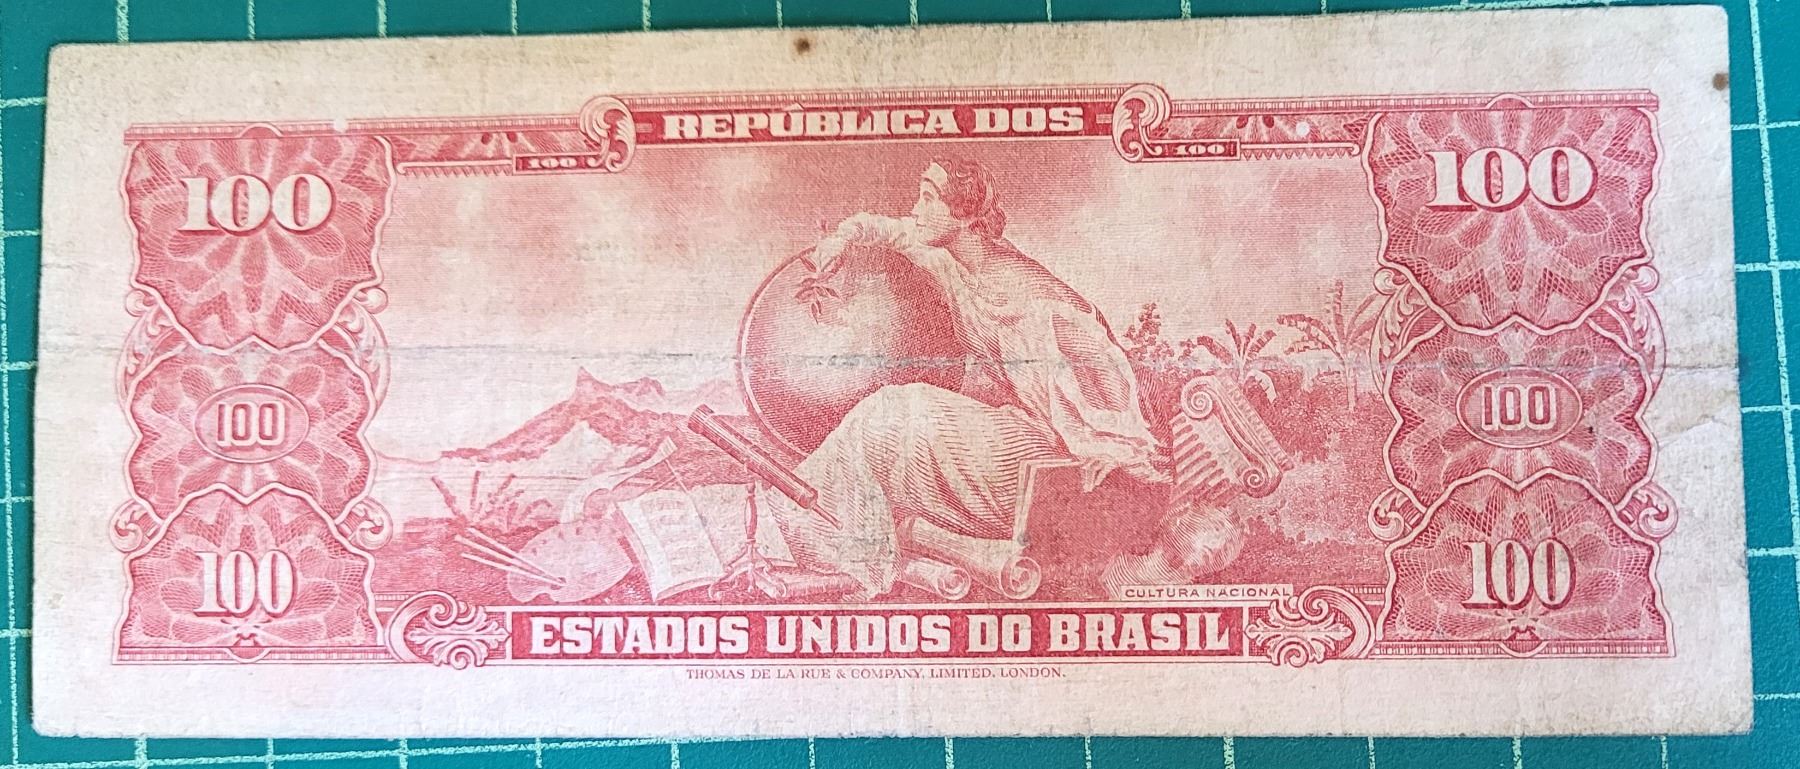 REPÚBLICA DOS
100 100
100 100
100 100
100 100
CULTURA NACIONAL
ESTADOS UNIDOS DO BRASIL
THOMAS DE LA RUE & COMPANY, LIMITED, LONDON.